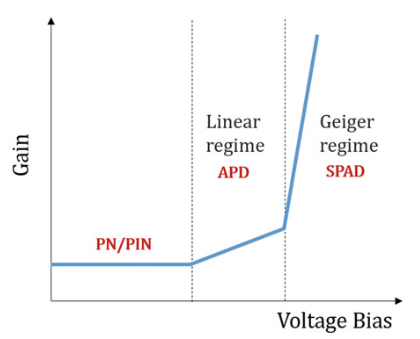 Gain
Linear
regime
APD
Geiger
regime
SPAD
PN/PIN
Voltage Bias